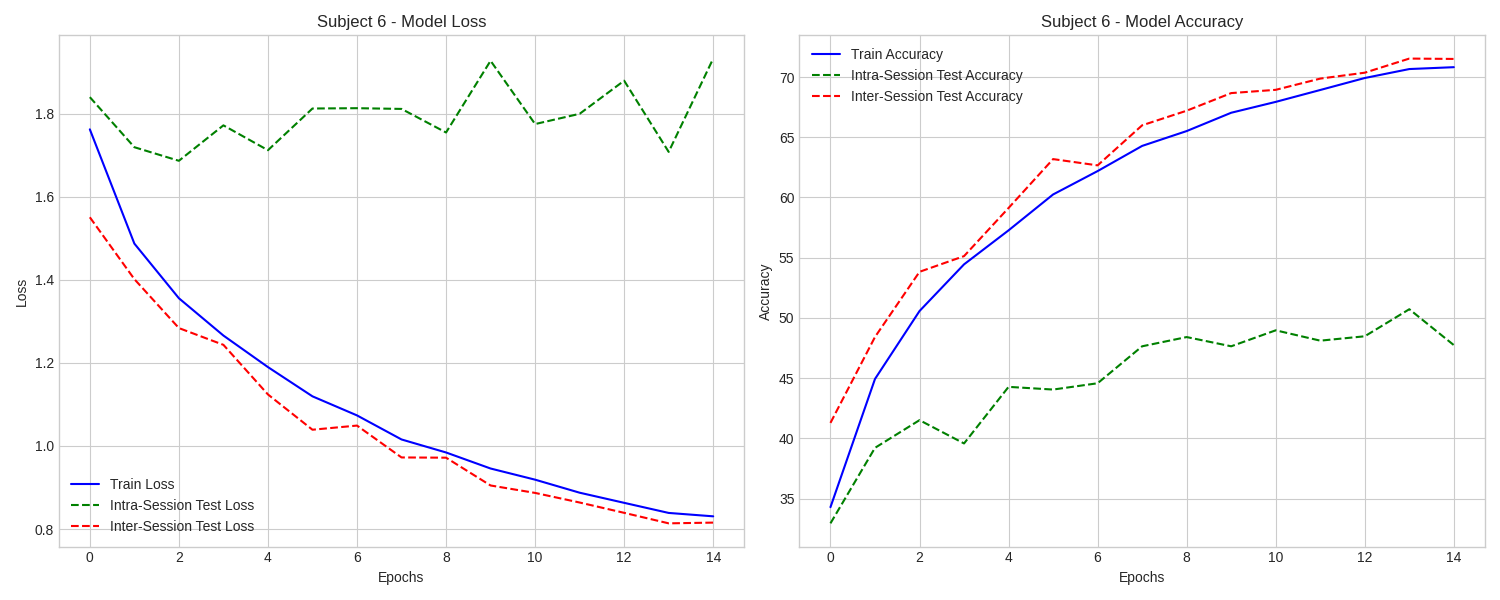 Subject 6 - Model Loss
Loss
1.8
1.6
1.4
1.2
1.0
0.8
Train Loss
Intra-Session Test Loss
Inter-Session Test Loss
0 2 4 6 8 10 12 14
Epochs
Subject 6 - Model Accuracy
Accuracy
70
65
60
55
50
45
40
35
Train Accuracy
Intra-Session Test Accuracy
Inter-Session Test Accuracy
0 2 4 6 8 10 12 14
Epochs